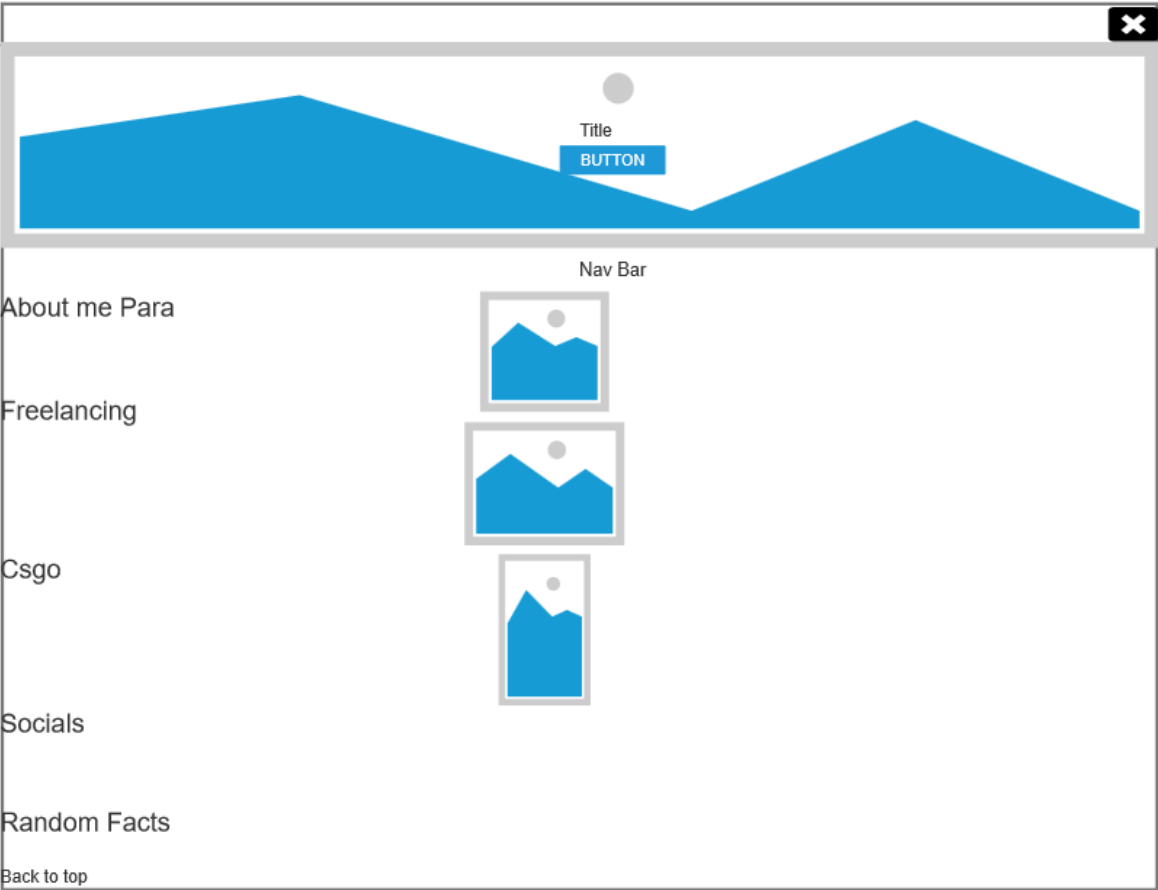 Title
BUTTON
Nav Bar
About me Para
Freelancing
Csgo
Socials
Random Facts
Back to top